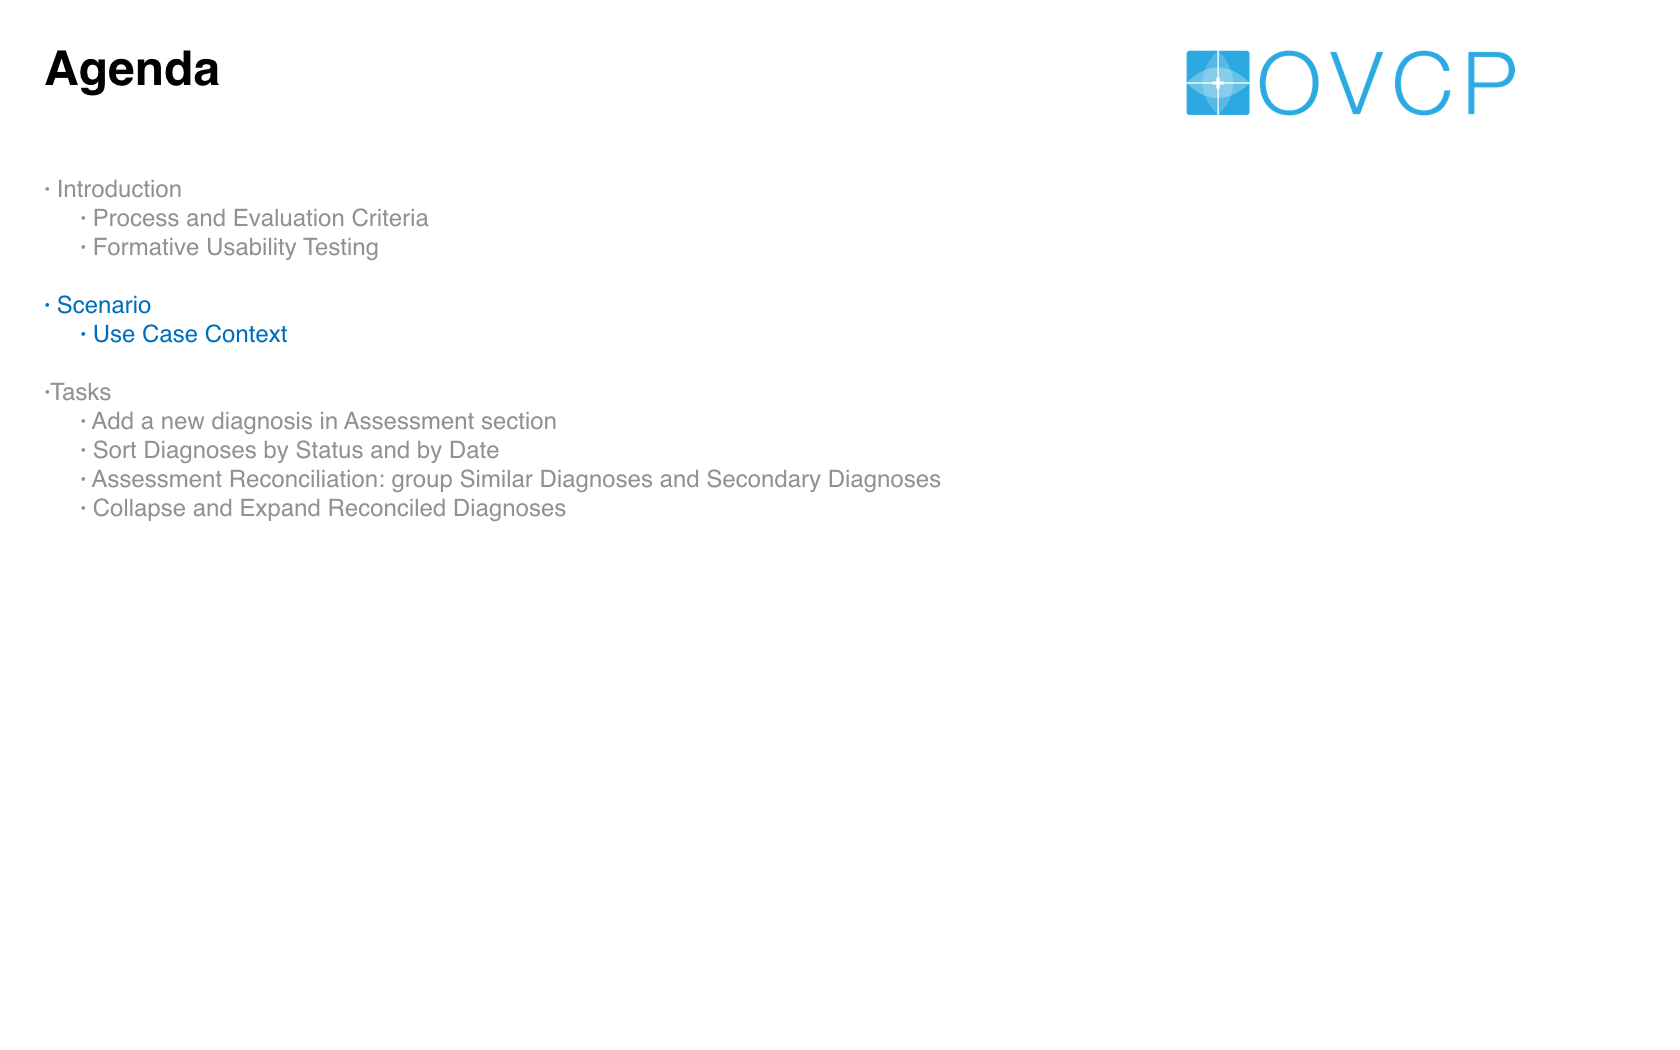 Agenda
OVCP
· Introduction
· Process and Evaluation Criteria
· Formative Usability Testing
· Scenario
· Use Case Context
·Tasks
· Add a new diagnosis in Assessment section
· Sort Diagnoses by Status and by Date
· Assessment Reconciliation: group Similar Diagnoses and Secondary Diagnoses
· Collapse and Expand Reconciled Diagnoses